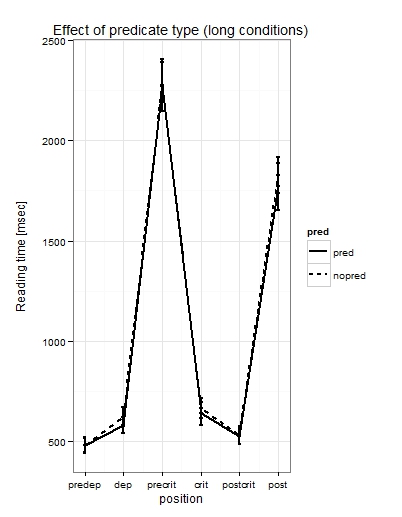 Effect of predicate type (long conditions)
2500
2000
1500
1000
500
Reading time [msec]
predep dep precrit crit postcrit post
position
pred
pred
nopred